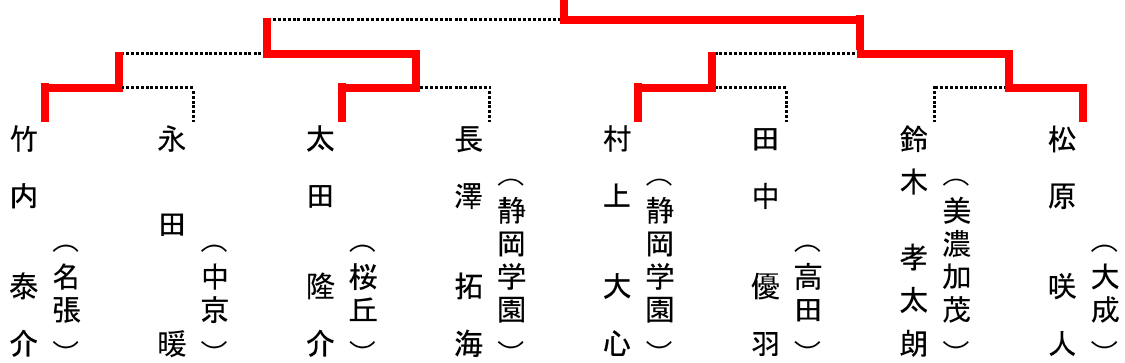 竹内泰介
（名張）
永田暖
（中京）
太田隆介
（桜丘）
長澤拓海
（静岡学園）
村上大心
（静岡学園）
田中優羽
（高田）
鈴木孝太朗
（美濃加茂）
松原咲人
（大成）